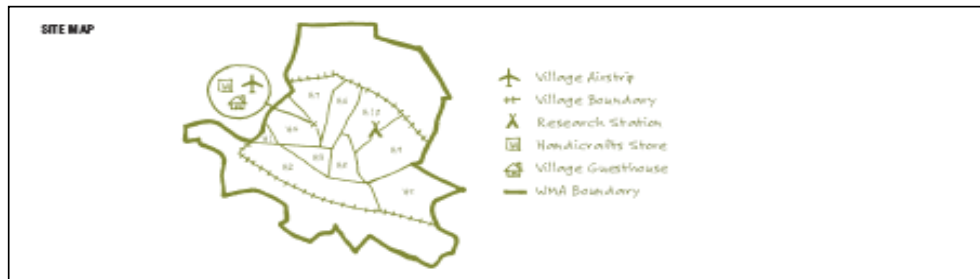 SITE MAP
Village Airstrip
Village Boundary
Research Station
Handicrafts Store
Village Guesthouse
WMA Boundary